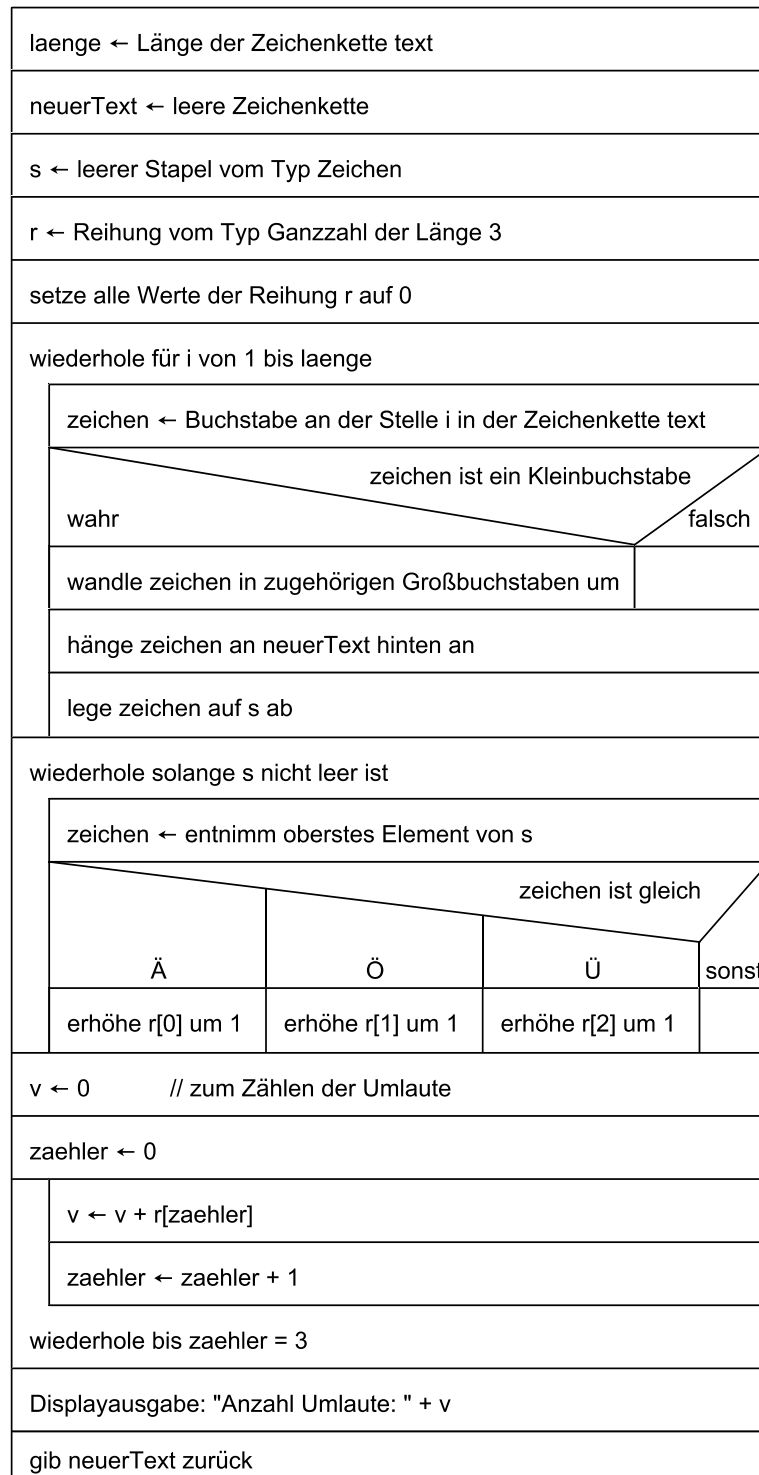 laenge ← Länge der Zeichenkette text
neuerText ← leere Zeichenkette
s ← leerer Stapel vom Typ Zeichen
r ← Reihung vom Typ Ganzzahl der Länge 3
setze alle Werte der Reihung r auf 0
wiederhole für i von 1 bis laenge
zeichen ← Buchstabe an der Stelle i in der Zeichenkette text
zeichen ist ein Kleinbuchstabe
wahr falsch
wandle zeichen in zugehörigen Großbuchstaben um
hänge zeichen an neuerText hinten an
lege zeichen auf s ab
wiederhole solange s nicht leer ist
zeichen ← entnimm oberstes Element von s
zeichen ist gleich
Ä Ö Ü sonst
erhöhe r[0] um 1 erhöhe r[1] um 1 erhöhe r[2] um 1
v ← 0 // zum Zählen der Umlaute
zaehler ← 0
v ← v + r[zaehler]
zaehler ← zaehler + 1
wiederhole bis zaehler = 3
Displayausgabe: "Anzahl Umlaute: " + v
gib neuerText zurück